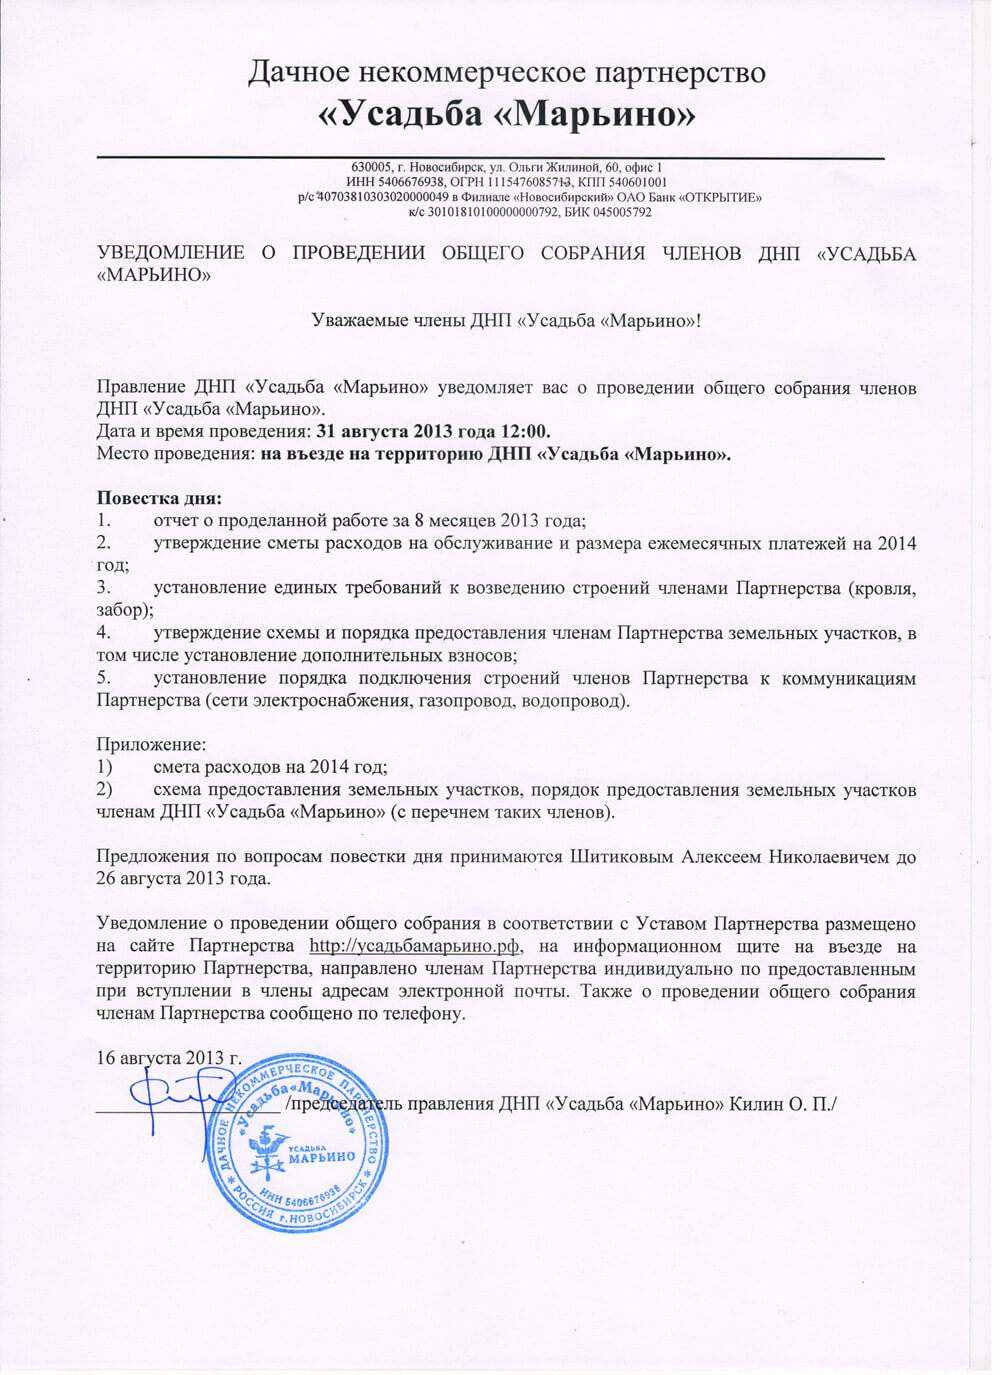 Дачное некоммерческое партнерство
«Усадьба «Марьино»
630005, г. Новосибирск, ул. Ольги Жилиной, 60, офис 1
ИНН 5406676938, ОГРН 1115476085713, КПП 540601001
р/с 40703810303020000049 в Филиале «Новосибирский» ОАО Банк «ОТКРЫТИЕ»
к/с 30101810100000000792, БИК 045005792
УВЕДОМЛЕНИЕ О ПРОВЕДЕНИИ ОБЩЕГО СОБРАНИЯ ЧЛЕНОВ ДНП «УСАДЬБА
«МАРЬИНО»
Уважаемые члены ДНП «Усадьба «Марьино»!
Правление ДНП «Усадьба «Марьино» уведомляет вас о проведении общего собрания членов
ДНП «Усадьба «Марьино».
Дата и время проведения: 31 августа 2013 года 12:00.
Место проведения: на въезде на территорию ДНП «Усадьба «Марьино».
Повестка дня:
1. отчет о проделанной работе за 8 месяцев 2013 года;
2. утверждение сметы расходов на обслуживание и размера ежемесячных платежей на 2014
год;
3. установление единых требований к возведению строений членами Партнерства (кровля,
забор);
4. утверждение схемы и порядка предоставления членам Партнерства земельных участков, в
том числе установление дополнительных взносов;
5. установление порядка подключения строений членов Партнерства к коммуникациям
Партнерства (сети электроснабжения, газопровод, водопровод).
Приложение:
1) смета расходов на 2014 год;
2) схема предоставления земельных участков, порядок предоставления земельных участков
членам ДНП «Усадьба «Марьино» (с перечнем таких членов).
Предложения по вопросам повестки дня принимаются Шитиковым Алексеем Николаевичем до
26 августа 2013 года.
Уведомление о проведении общего собрания в соответствии с Уставом Партнерства размещено
на сайте Партнерства http://усадьбамарьино.рф, на информационном щите на въезде на
территорию Партнерства, направлено членам Партнерства индивидуально по предоставленным
при вступлении в члены адресам электронной почты. Также о проведении общего собрания
членам Партнерства сообщено по телефону.
16 августа 2013 г.
/председатель правления ДНП «Усадьба «Марьино» Килин О. П./
ДАЧНОЕ НЕКОММЕРЧЕСКОЕ ПАРТНЕРСТВО
«Усадьба«Марьино»
УСАДЬБА
МАРЬИНО
ИНН 5406676938
* РОССИЯ г.НОВОСИБИРСК *